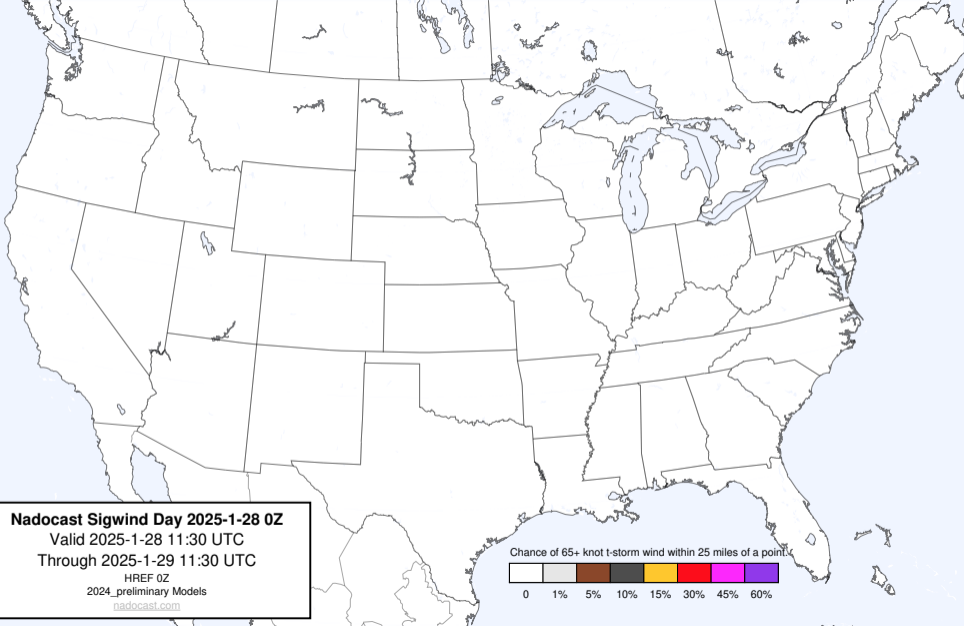 Nadocast Sigwind Day 2025-1-28 0Z
Valid 2025-1-28 11:30 UTC
Through 2025-1-29 11:30 UTC
HREF 0Z
2024_preliminary Models
nadocast.com
Chance of 65+ knot t-storm wind within 25 miles of a point.
0 1% 5% 10% 15% 30% 45% 60%